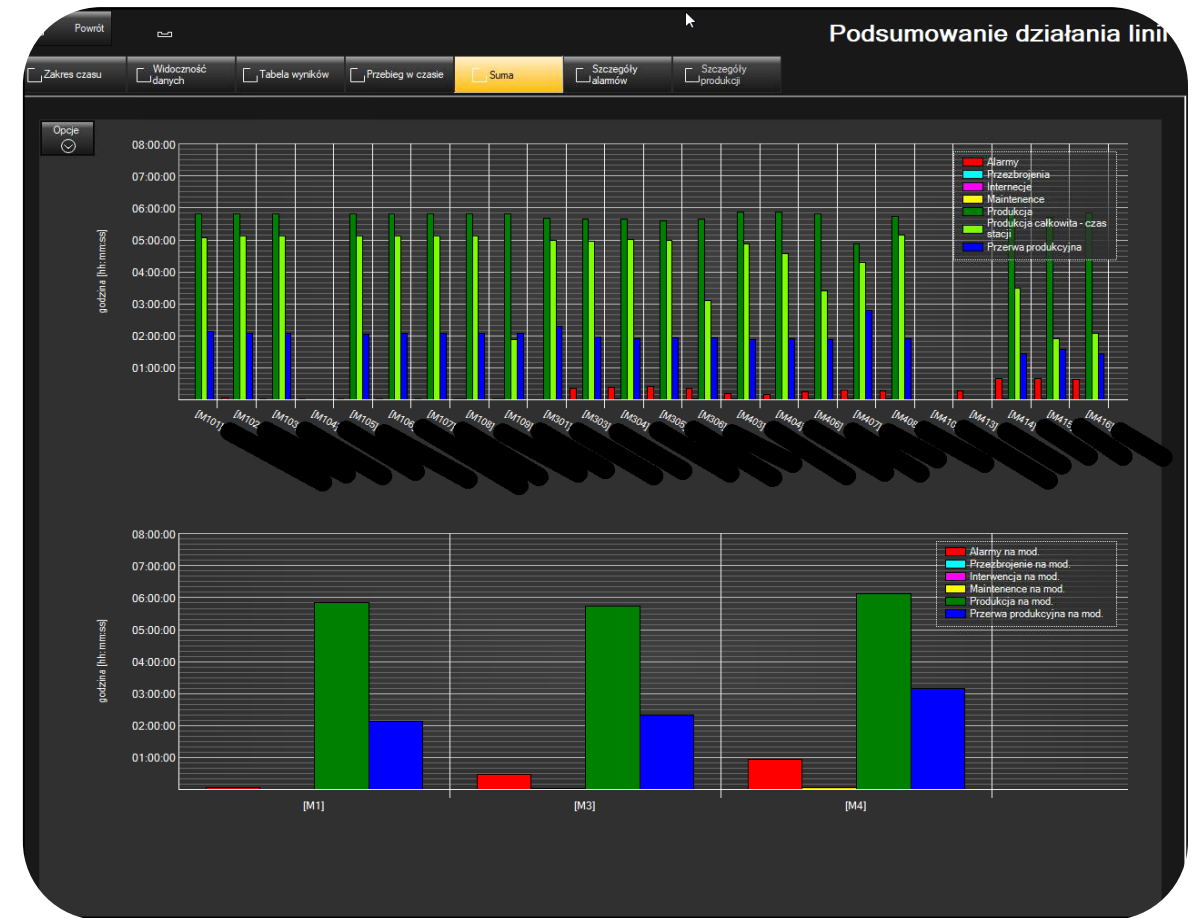 Powrót
Podsumowanie działania linii
Zakres czasu
Widoczność
danych
Tabela wyników
Przebieg w czasie
Suma
Szczegóły
alarmów
Szczegóły
produkcji
Opcje
godzina [hh:mm:ss]
08:00:00
07:00:00
06:00:00
05:00:00
04:00:00
03:00:00
02:00:00
01:00:00
Alarmy
Przezbrojenia
Internecje
Maintenence
Produkcja
Produkcja całkowita - czas
stacji
Przerwa produkcyjna
[M101]
[M102
[M103
[M104]
[M105]
[M106
[M107]
[M108]
[M109]
[M301]
[M303]
[M304]
[M305
[M306]
[M403]
[M404]
[M406]
[M407]
[M408
[M410
[M413]
[M414]
[M415
[M416]
godzina [hh:mm:ss]
08:00:00
07:00:00
06:00:00
05:00:00
04:00:00
03:00:00
02:00:00
01:00:00
Alarmy na mod.
Przezbrojenie na mod.
Interwencja na mod.
Maintenence na mod.
Produkcja na mod.
Przerwa produkcyjna na mod.
[M1]
[M3]
[M4]